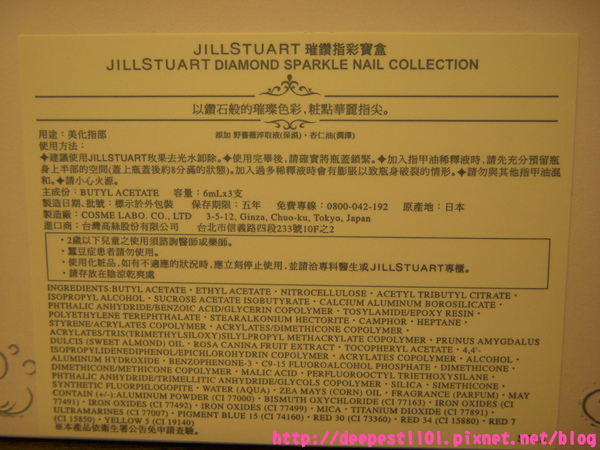 JILLSTUART 璀鑽指彩寶盒
JILLSTUART DIAMOND SPARKLE NAIL COLLECTION
以鑽石般的璀璨色彩,粧點華麗指尖。
用途:美化指部 添加 野薔薇淬取液(保濕)・杏仁油(潤澤)
使用方法:
◆建議使用JILLSTUART玫果去光水卸除。◆使用完畢後,請確實將瓶蓋鎖緊。◆加入指甲油稀釋液時,請先充分預留瓶
身上半部的空間(蓋上瓶蓋後約8分滿的狀態)。加入過多稀釋液時會有膨脹以致瓶身破裂的情形。◆請勿與其他指甲油混
和。◆請小心火源。
主成份:BUTYL ACETATE 容量:6mLx3支
製造日期.批號:標示於外包裝 保存期限:五年 免費專線:0800-042-192 原產地:日本
製造廠:COSME LABO. CO., LTD 3-5-12, Ginza, Chuo-ku, Tokyo, Japan
進口商:台灣高絲股份有限公司 台北市信義路四段233號10F之2
・2歲以下兒童之使用須諮詢醫師或藥師。
・蠶豆症患者請勿使用。
・使用化粧品,如有不適應的狀況時,應立刻停止使用,並請洽專科醫生或JILLSTUART專櫃。
・請存放在陰涼乾爽處
INGREDIENTS:BUTYL ACETATE・ETHYL ACETATE・NITROCELLULOSE・ACETYL TRIBUTYL CITRATE・
ISOPROPYL ALCOHOL・SUCROSE ACETATE ISOBUTYRATE・CALCIUM ALUMINUM BOROSILICATE・
PHTHALIC ANHYDRIDE/BENZOIC ACID/GLYCERIN COPOLYMER・TOSYLAMIDE/EPOXY RESIN・
POLYETHYLENE TEREPHTHALATE・STEARALKONIUM HECTORITE・CAMPHOR・HEPTANE・
STYRENE/ACRYLATES COPOLYMER・ACRYLATES/DIMETHICONE COPOLYMER・
ACRYLATES/TRIS(TRIMETHYLSILOXY)SILYLPROPYL METHACRYLATE COPOLYMER・PRUNUS AMYGDALUS
DULCIS (SWEET ALMOND) OIL・ROSA CANINA FRUIT EXTRACT・TOCOPHERYL ACETATE・4,4'-
ISOPROPYLIDENEDIPHENOL/EPICHLOROHYDRIN COPOLYMER・ACRYLATES COPOLYMER・ALCOHOL・
ALUMINUM HYDROXIDE・BENZOPHENONE-3・C9-15 FLUOROALCOHOL PHOSPHATE・DIMETHICONE・
DIMETHICONE/METHICONE COPOLYMER・MALIC ACID・PERFLUOROOCTYL TRIETHOXYSILANE・
PHTHALIC ANHYDRIDE/TRIMELLITIC ANHYDRIDE/GLYCOLS COPOLYMER・SILICA・SIMETHICONE・
SYNTHETIC FLUORPHLOGOPITE・WATER (AQUA)・ZEA MAYS (CORN) OIL・FRAGRANCE (PARFUM)・MAY
CONTAIN (+/-):ALUMINUM POWDER (CI 77000)・BISMUTH OXYCHLORIDE (CI 77163)・IRON OXIDES (CI
77491)・IRON OXIDES (CI 77492)・IRON OXIDES (CI 77499)・MICA・TITANIUM DIOXIDE (CI 77891)・
ULTRAMARINES (CI 77007)・PIGMENT BLUE 15 (CI 74160)・RED 30 (CI 73360)・RED 34 (CI 15880)・RED 7
(CI 15850)・YELLOW 5 (CI 19140)
※本產品依衛生署公告免申請查驗。
http://deepest1101.pixnet.net/blog